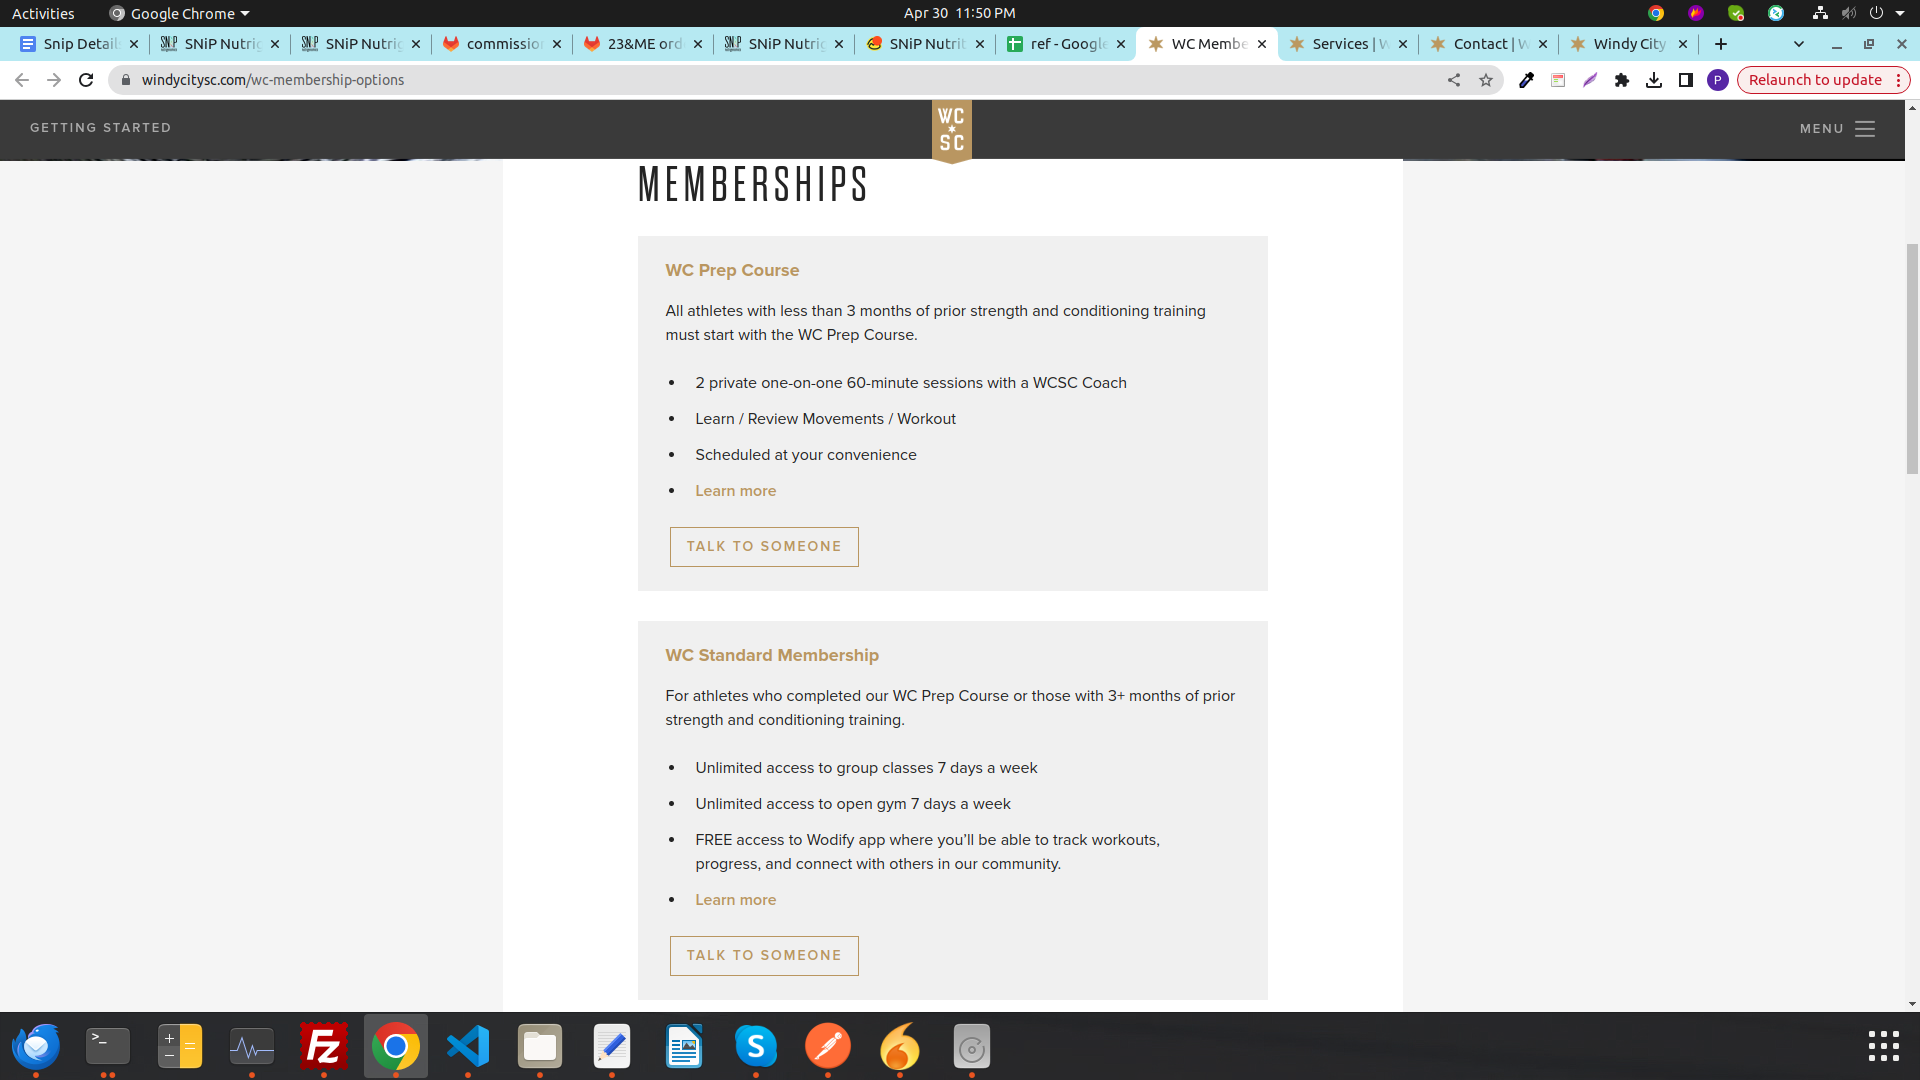 Activities
Google Chrome
Apr 30 11:50 PM
Snip Detail
SNiP Nutrig
SNiP Nutrig
commission
23&ME ord
SNiP Nutrig
SNiP Nutrit
ref - Google
WC Membe
Services | W
Contact | W
Windy City
windycitysc.com/wc-membership-options
P
Relaunch to update
GETTING STARTED
WC
SC
MENU
MEMBERSHIPS
WC Prep Course
All athletes with less than 3 months of prior strength and conditioning training
must start with the WC Prep Course.
• 2 private one-on-one 60-minute sessions with a WCSC Coach
• Learn / Review Movements / Workout
• Scheduled at your convenience
• Learn more
TALK TO SOMEONE
WC Standard Membership
For athletes who completed our WC Prep Course or those with 3+ months of prior
strength and conditioning training.
• Unlimited access to group classes 7 days a week
• Unlimited access to open gym 7 days a week
• FREE access to Wodify app where you’ll be able to track workouts,
progress, and connect with others in our community.
• Learn more
TALK TO SOMEONE